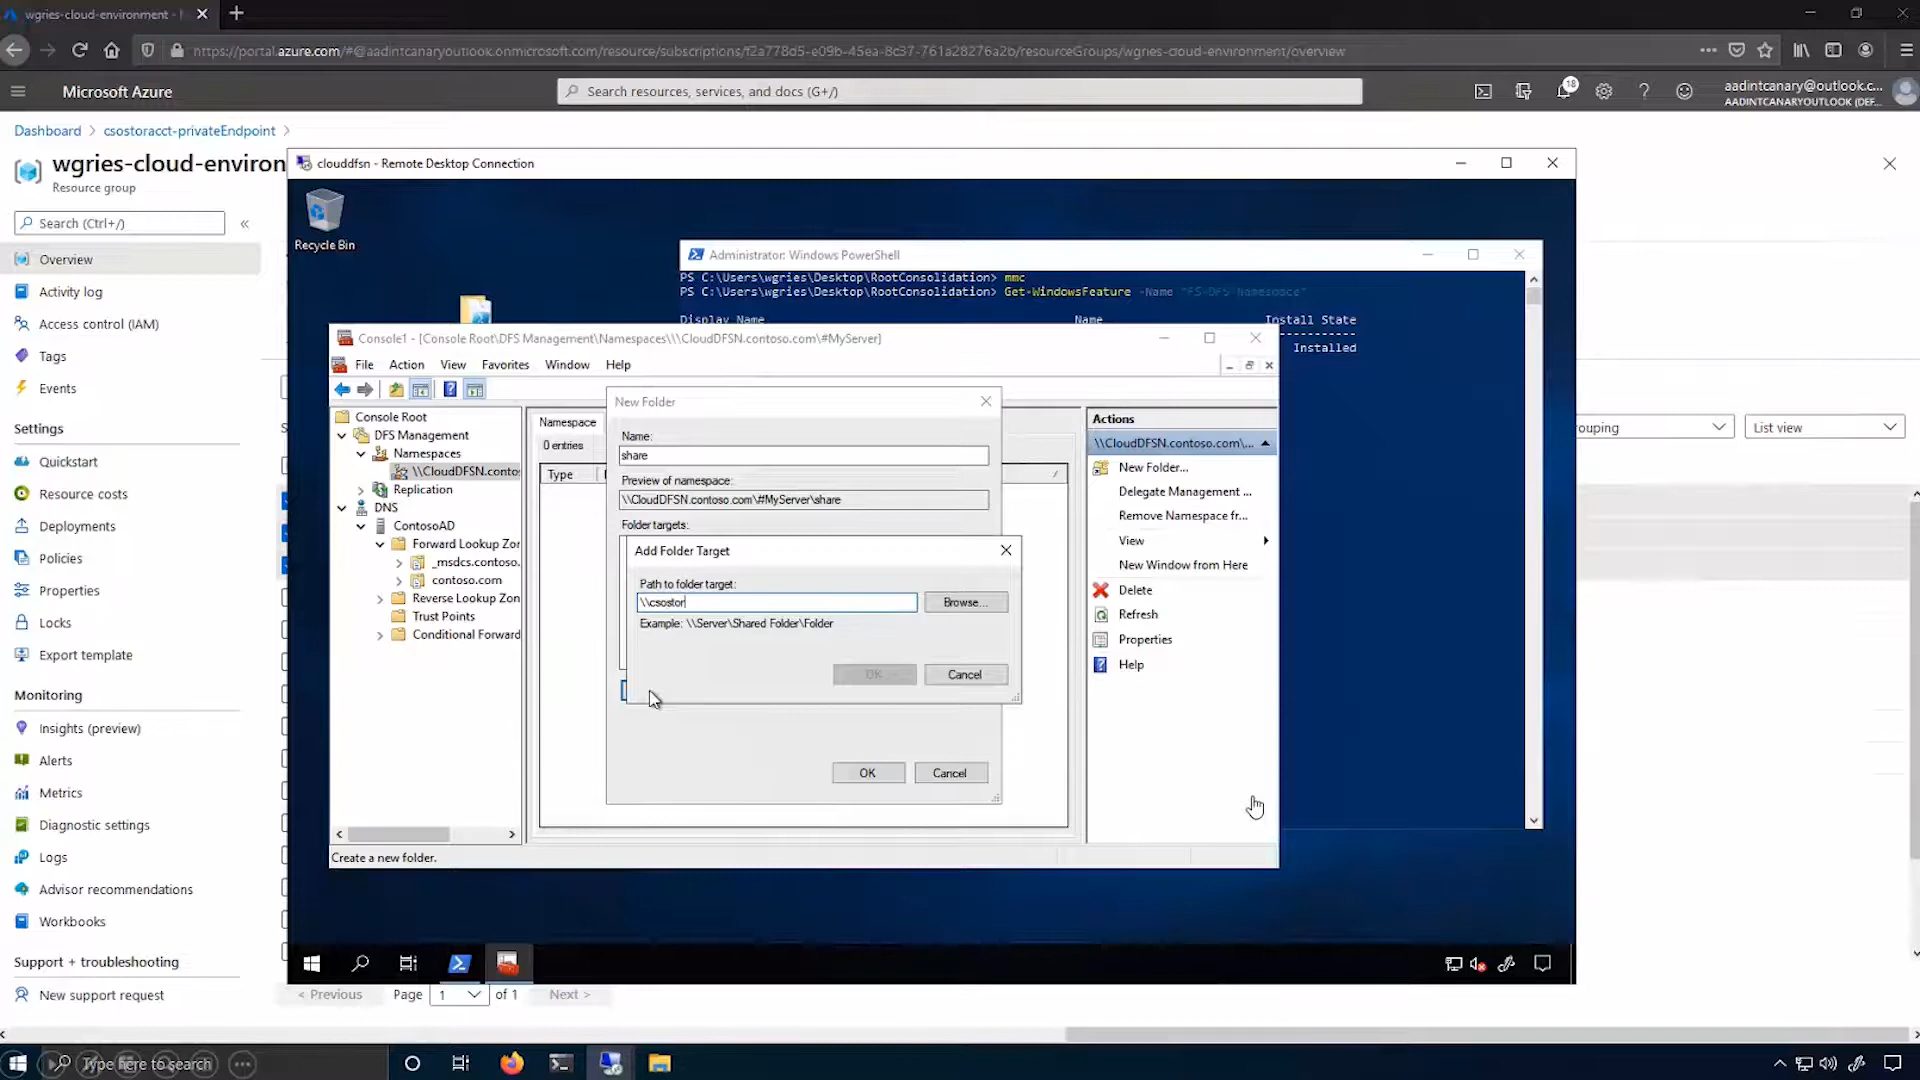 wgries-cloud-environment -
https://portal.azure.com/#@aadintcanaryoutlook.onmicrosoft.com/resource/subscriptions/f2a778d5-e09b-45ea-8c37-761a28276a2b/resourceGroups/wgries-cloud-environment/overview
Microsoft Azure
Search resources, services, and docs (G+/)
18
aadintcanary@outlook.c...
AADINTCANARYOUTLOOK (DEF...
Dashboard > csostoracct-privateEndpoint >
wgries-cloud-environ
Resource group
Search (Ctrl+/)
«
Overview
Activity log
Access control (IAM)
Tags
Events
Settings
Quickstart
Resource costs
Deployments
Policies
Properties
Locks
Export template
Monitoring
Insights (preview)
Alerts
Metrics
Diagnostic settings
Logs
Advisor recommendations
Workbooks
Support + troubleshooting
New support request
ouping
List view
< Previous
Page 1 of 1
Next >
clouddfsn - Remote Desktop Connection
Recycle Bin
Administrator: Windows PowerShell
PS C:\Users\wgries\Desktop\RootConsolidation> mmc
PS C:\Users\wgries\Desktop\RootConsolidation> Get-WindowsFeature -Name "FS-DFS-Namespace"
Display Name Name Install State
Installed
Console1 - [Console Root\DFS Management\Namespaces\\\CloudDFSN.contoso.com\#MyServer]
File Action View Favorites Window Help
Console Root
DFS Management
Namespaces
\\CloudDFSN.contos
Replication
DNS
ContosoAD
Forward Lookup Zor
_msdcs.contoso.
contoso.com
Reverse Lookup Zon
Trust Points
Conditional Forward
Namespace
0 entries
Type
New Folder
Name:
share
Preview of namespace:
\\CloudDFSN.contoso.com\#MyServer\share
Folder targets:
Add Folder Target
Path to folder target:
\\csostor
Browse...
Example: \\Server\Shared Folder\Folder
OK
Cancel
OK
Cancel
Actions
\\CloudDFSN.contoso.com\...
New Folder...
Delegate Management ...
Remove Namespace fr...
View
New Window from Here
Delete
Refresh
Properties
Help
Create a new folder.
Type here to search